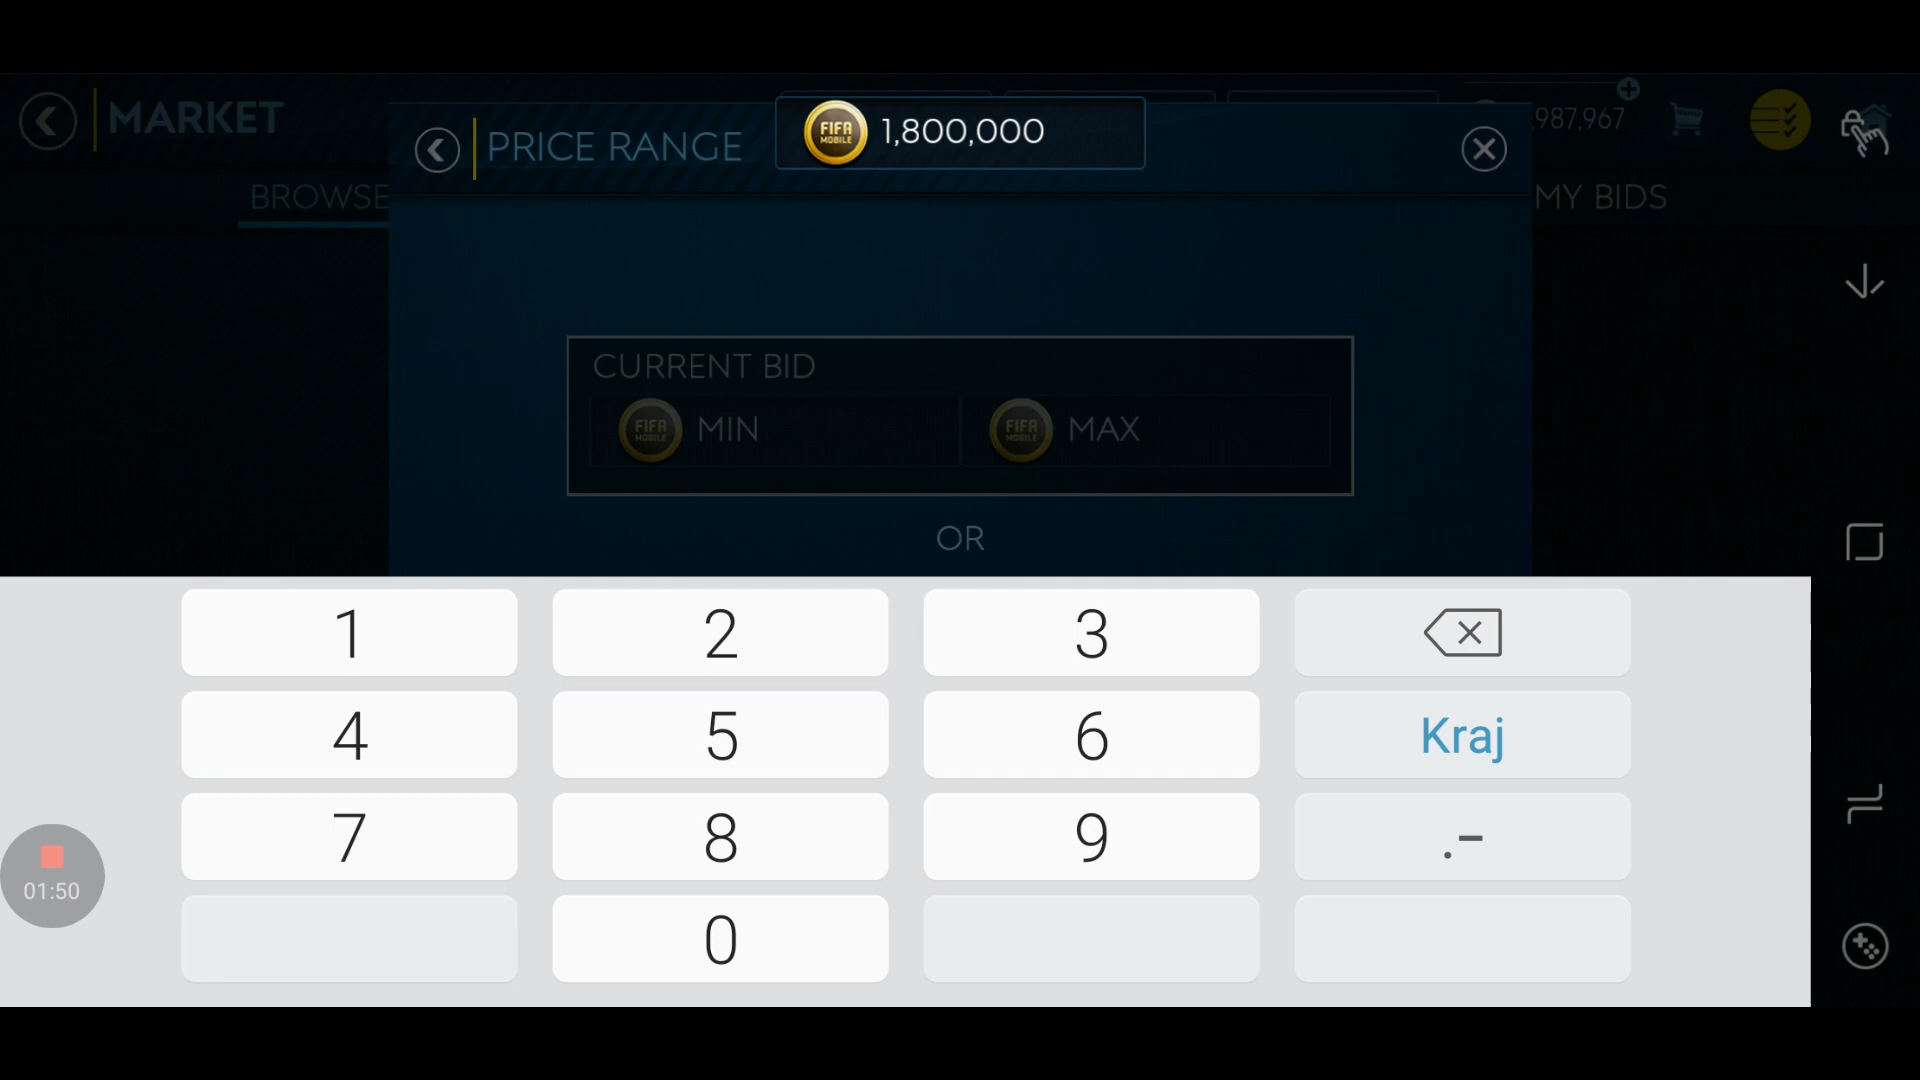 MARKET
PRICE RANGE
FIFA MOBILE 1,800,000
,987,967
BROWSE
MY BIDS
CURRENT BID
FIFA MOBILE MIN
FIFA MOBILE MAX
OR
1 2 3
4 5 6 Kraj
7 8 9 .-
01:50
0